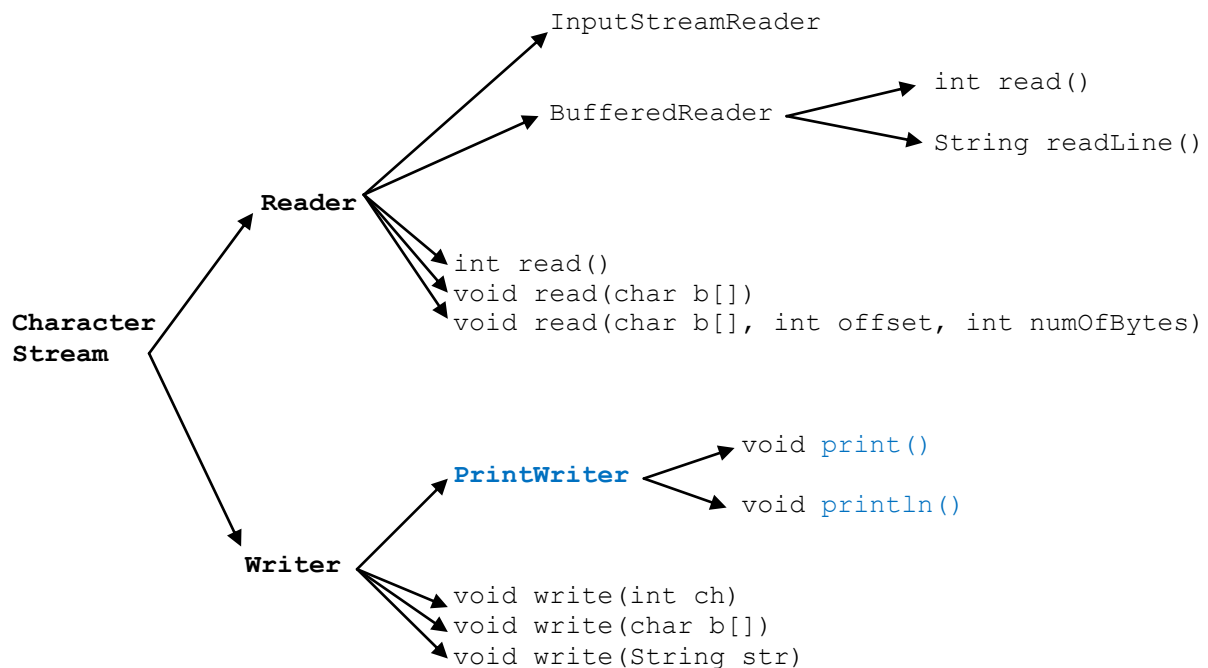 InputStreamReader
int read()
BufferedReader
String readLine()
Reader
int read()
void read(char b[])
void read(char b[], int offset, int numOfBytes)
Character
Stream
void print()
PrintWriter
void println()
Writer
void write(int ch)
void write(char b[])
void write(String str)